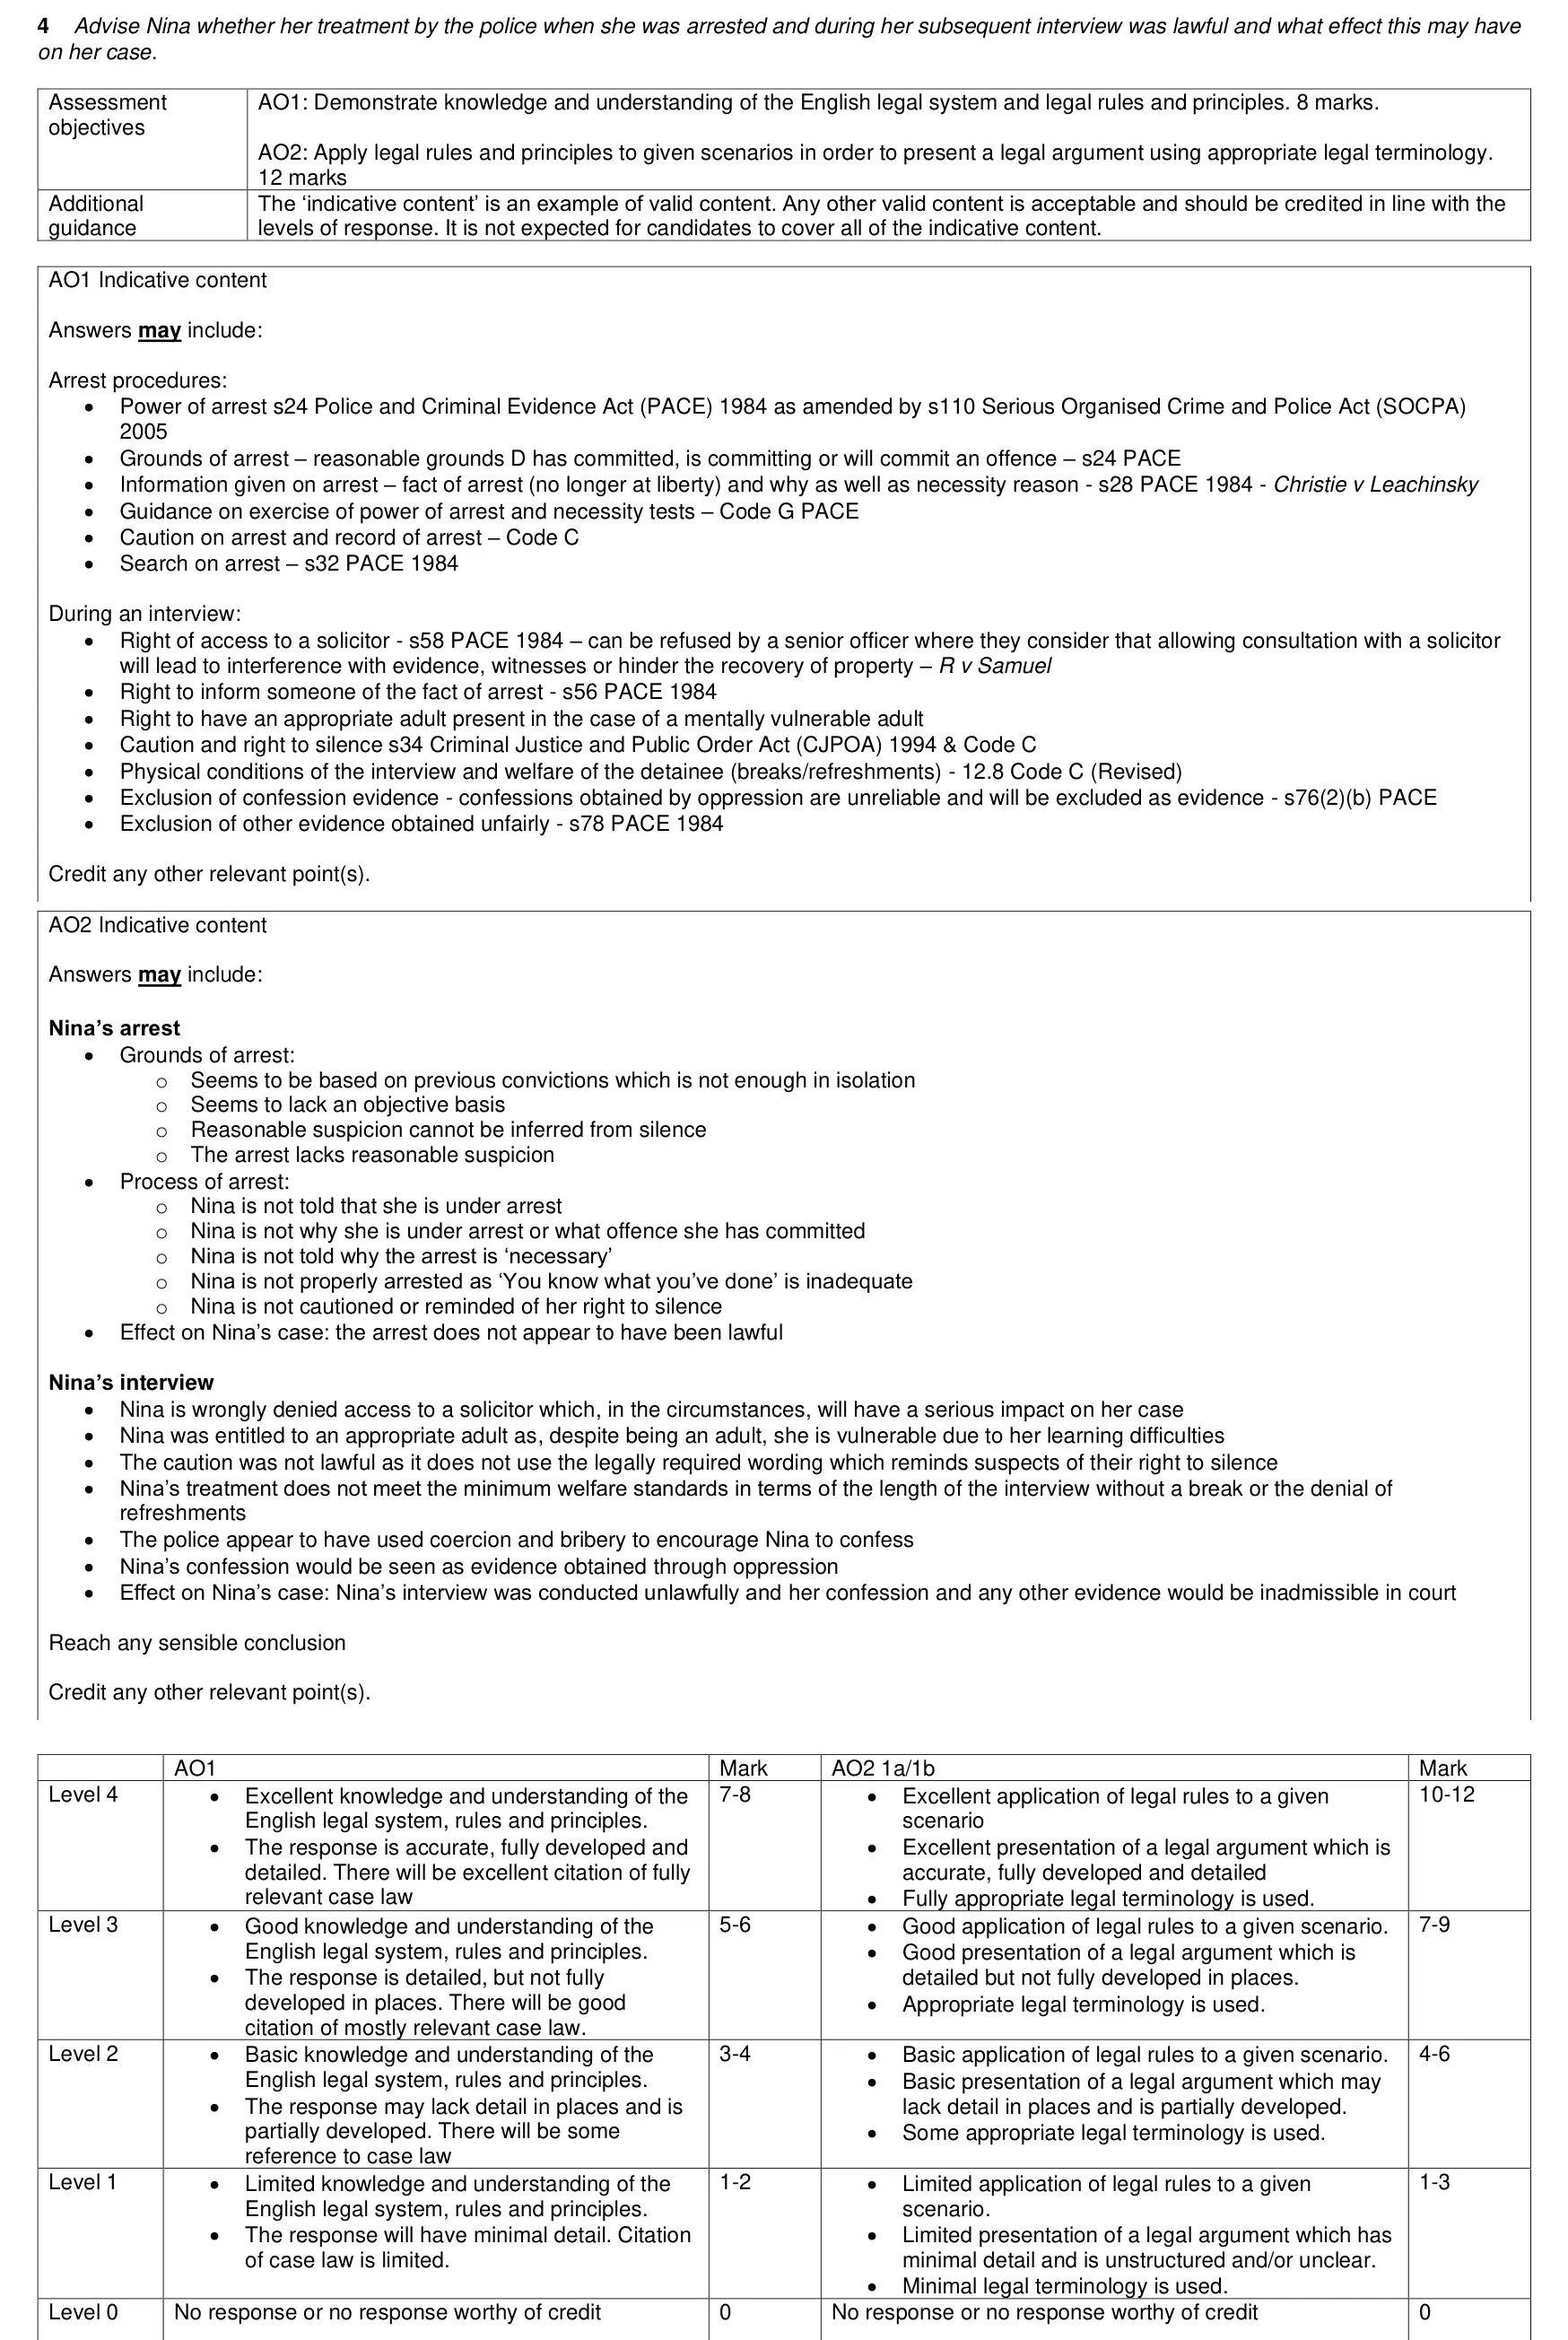 4 Advise Nina whether her treatment by the police when she was arrested and during her subsequent interview was lawful and what effect this may have
on her case.
Assessment
objectives
AO1: Demonstrate knowledge and understanding of the English legal system and legal rules and principles. 8 marks.
AO2: Apply legal rules and principles to given scenarios in order to present a legal argument using appropriate legal terminology.
12 marks
Additional
guidance
The ‘indicative content’ is an example of valid content. Any other valid content is acceptable and should be credited in line with the
levels of response. It is not expected for candidates to cover all of the indicative content.
AO1 Indicative content
Answers may include:
Arrest procedures:
• Power of arrest s24 Police and Criminal Evidence Act (PACE) 1984 as amended by s110 Serious Organised Crime and Police Act (SOCPA)
2005
• Grounds of arrest – reasonable grounds D has committed, is committing or will commit an offence – s24 PACE
• Information given on arrest – fact of arrest (no longer at liberty) and why as well as necessity reason - s28 PACE 1984 - Christie v Leachinsky
• Guidance on exercise of power of arrest and necessity tests – Code G PACE
• Caution on arrest and record of arrest – Code C
• Search on arrest – s32 PACE 1984
During an interview:
• Right of access to a solicitor - s58 PACE 1984 – can be refused by a senior officer where they consider that allowing consultation with a solicitor
will lead to interference with evidence, witnesses or hinder the recovery of property – R v Samuel
• Right to inform someone of the fact of arrest - s56 PACE 1984
• Right to have an appropriate adult present in the case of a mentally vulnerable adult
• Caution and right to silence s34 Criminal Justice and Public Order Act (CJPOA) 1994 & Code C
• Physical conditions of the interview and welfare of the detainee (breaks/refreshments) - 12.8 Code C (Revised)
• Exclusion of confession evidence - confessions obtained by oppression are unreliable and will be excluded as evidence - s76(2)(b) PACE
• Exclusion of other evidence obtained unfairly - s78 PACE 1984
Credit any other relevant point(s).
AO2 Indicative content
Answers may include:
Nina’s arrest
• Grounds of arrest:
o Seems to be based on previous convictions which is not enough in isolation
o Seems to lack an objective basis
o Reasonable suspicion cannot be inferred from silence
o The arrest lacks reasonable suspicion
• Process of arrest:
o Nina is not told that she is under arrest
o Nina is not why she is under arrest or what offence she has committed
o Nina is not told why the arrest is ‘necessary’
o Nina is not properly arrested as ‘You know what you’ve done’ is inadequate
o Nina is not cautioned or reminded of her right to silence
• Effect on Nina’s case: the arrest does not appear to have been lawful
Nina’s interview
• Nina is wrongly denied access to a solicitor which, in the circumstances, will have a serious impact on her case
• Nina was entitled to an appropriate adult as, despite being an adult, she is vulnerable due to her learning difficulties
• The caution was not lawful as it does not use the legally required wording which reminds suspects of their right to silence
• Nina’s treatment does not meet the minimum welfare standards in terms of the length of the interview without a break or the denial of
refreshments
• The police appear to have used coercion and bribery to encourage Nina to confess
• Nina’s confession would be seen as evidence obtained through oppression
• Effect on Nina’s case: Nina’s interview was conducted unlawfully and her confession and any other evidence would be inadmissible in court
Reach any sensible conclusion
Credit any other relevant point(s).
AO1 Mark AO2 1a/1b Mark
Level 4
• Excellent knowledge and understanding of the
English legal system, rules and principles.
• The response is accurate, fully developed and
detailed. There will be excellent citation of fully
relevant case law
7-8
• Excellent application of legal rules to a given
scenario
• Excellent presentation of a legal argument which is
accurate, fully developed and detailed
• Fully appropriate legal terminology is used.
10-12
Level 3
• Good knowledge and understanding of the
English legal system, rules and principles.
• The response is detailed, but not fully
developed in places. There will be good
citation of mostly relevant case law.
5-6
• Good application of legal rules to a given scenario.
• Good presentation of a legal argument which is
detailed but not fully developed in places.
• Appropriate legal terminology is used.
7-9
Level 2
• Basic knowledge and understanding of the
English legal system, rules and principles.
• The response may lack detail in places and is
partially developed. There will be some
reference to case law
3-4
• Basic application of legal rules to a given scenario.
• Basic presentation of a legal argument which may
lack detail in places and is partially developed.
• Some appropriate legal terminology is used.
4-6
Level 1
• Limited knowledge and understanding of the
English legal system, rules and principles.
• The response will have minimal detail. Citation
of case law is limited.
1-2
• Limited application of legal rules to a given
scenario.
• Limited presentation of a legal argument which has
minimal detail and is unstructured and/or unclear.
• Minimal legal terminology is used.
1-3
Level 0
No response or no response worthy of credit
0
No response or no response worthy of credit
0